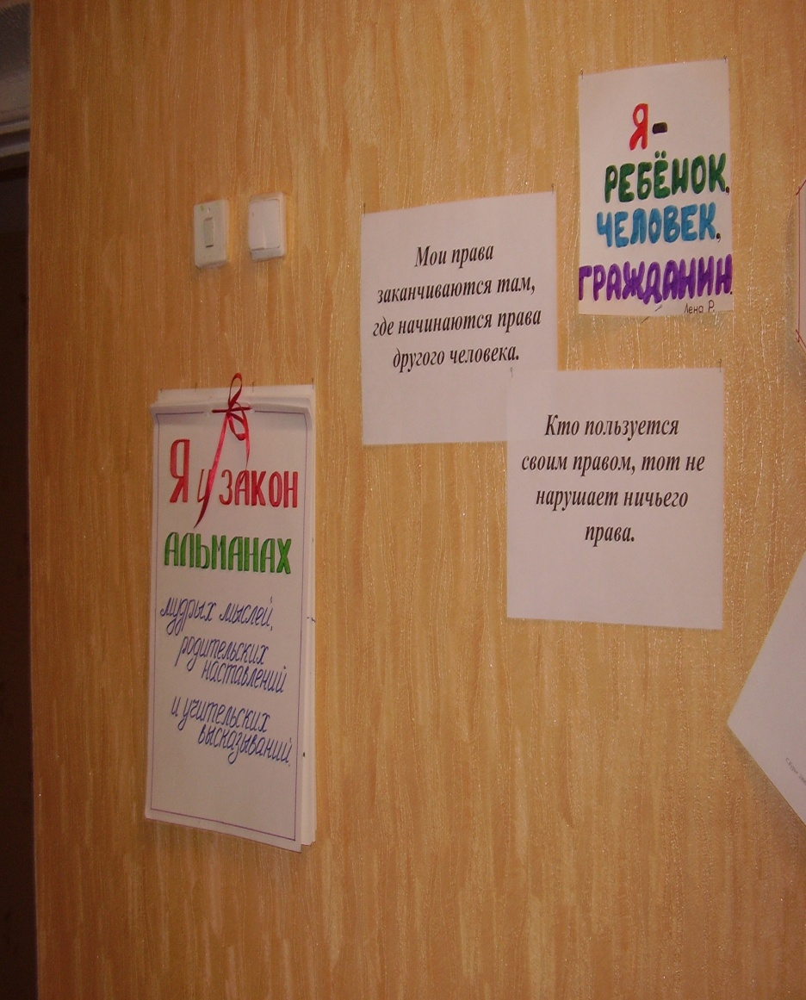 Я-
РЕБЁНОК,
ЧЕЛОВЕК,
ГРАЖДАНИН.
Лена Р.
Мои права
заканчиваются там,
где начинаются права
другого человека.
Кто пользуется
своим правом, тот не
нарушает ничьего
права.
Я и закон
АЛЬМАНАХ
мудрых мыслей,
родительских
наставлений
и учительских
высказываний.